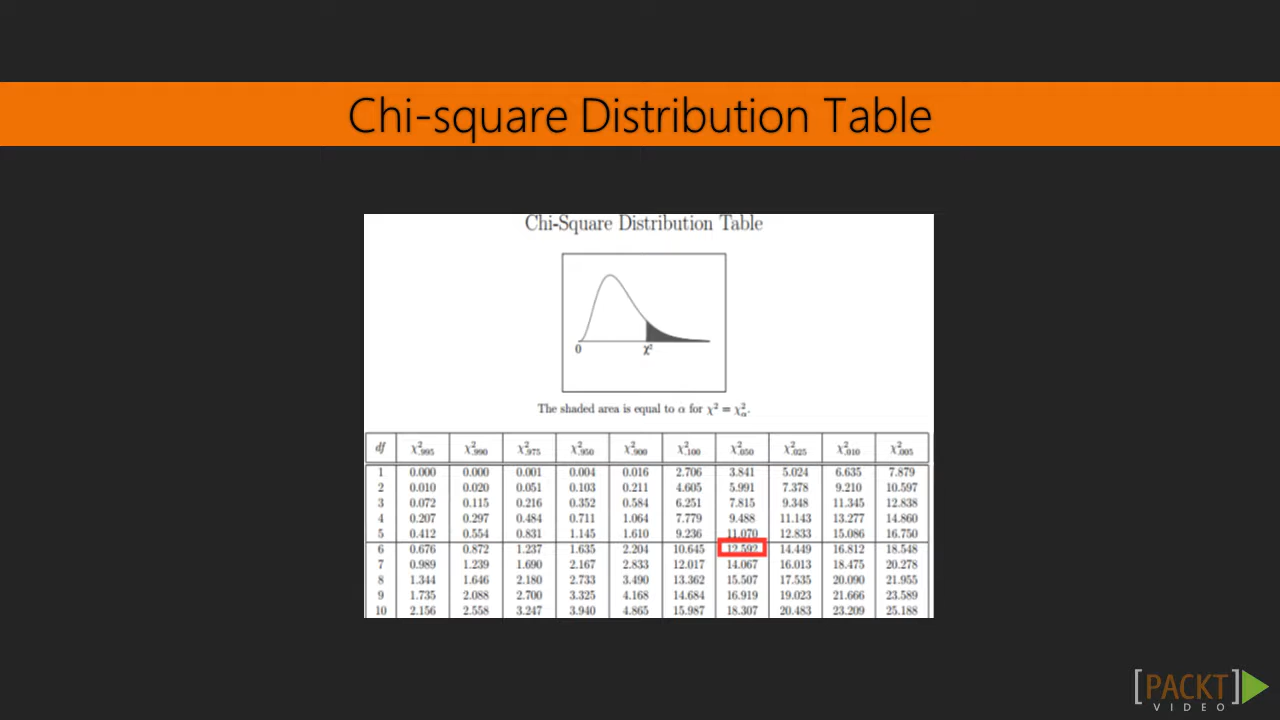 Chi-square Distribution Table
Chi-Square Distribution Table
0 χ²
The shaded area is equal to α for χ² = χ²α.
df χ².995 χ².990 χ².975 χ².950 χ².900 χ².100 χ².050 χ².025 χ².010 χ².005
1 0.000 0.000 0.001 0.004 0.016 2.706 3.841 5.024 6.635 7.879
2 0.010 0.020 0.051 0.103 0.211 4.605 5.991 7.378 9.210 10.597
3 0.072 0.115 0.216 0.352 0.584 6.251 7.815 9.348 11.345 12.838
4 0.207 0.297 0.484 0.711 1.064 7.779 9.488 11.143 13.277 14.860
5 0.412 0.554 0.831 1.145 1.610 9.236 11.070 12.833 15.086 16.750
6 0.676 0.872 1.237 1.635 2.204 10.645 12.592 14.449 16.812 18.548
7 0.989 1.239 1.690 2.167 2.833 12.017 14.067 16.013 18.475 20.278
8 1.344 1.646 2.180 2.733 3.490 13.362 15.507 17.535 20.090 21.955
9 1.735 2.088 2.700 3.325 4.168 14.684 16.919 19.023 21.666 23.589
10 2.156 2.558 3.247 3.940 4.865 15.987 18.307 20.483 23.209 25.188
[PACKT]
VIDEO